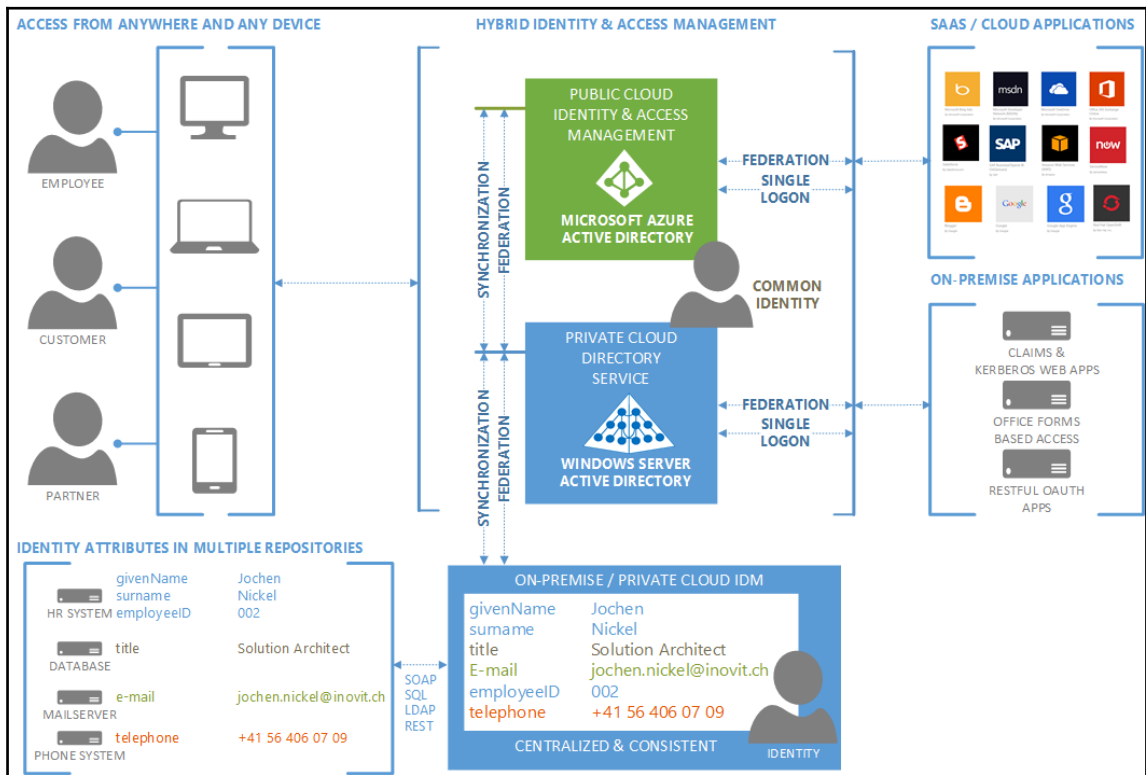 ACCESS FROM ANYWHERE AND ANY DEVICE
EMPLOYEE
CUSTOMER
PARTNER
HYBRID IDENTITY & ACCESS MANAGEMENT
PUBLIC CLOUD
IDENTITY & ACCESS
MANAGEMENT
MICROSOFT AZURE
ACTIVE DIRECTORY
SYNCHRONIZATION
FEDERATION
FEDERATION
SINGLE
LOGON
COMMON
IDENTITY
PRIVATE CLOUD
DIRECTORY
SERVICE
WINDOWS SERVER
ACTIVE DIRECTORY
SYNCHRONIZATION
FEDERATION
FEDERATION
SINGLE
LOGON
SAAS / CLOUD APPLICATIONS
msdn
SAP
now
Google
ON-PREMISE APPLICATIONS
CLAIMS &
KERBEROS WEB APPS
OFFICE FORMS
BASED ACCESS
RESTFUL OAUTH
APPS
IDENTITY ATTRIBUTES IN MULTIPLE REPOSITORIES
givenName Jochen
surname Nickel
HR SYSTEM employeeID 002
title Solution Architect
DATABASE
e-mail jochen.nickel@inovit.ch
MAILSERVER
telephone +41 56 406 07 09
PHONE SYSTEM
SOAP
SQL
LDAP
REST
ON-PREMISE / PRIVATE CLOUD IDM
givenName Jochen
surname Nickel
title Solution Architect
E-mail jochen.nickel@inovit.ch
employeeID 002
telephone +41 56 406 07 09
CENTRALIZED & CONSISTENT
IDENTITY